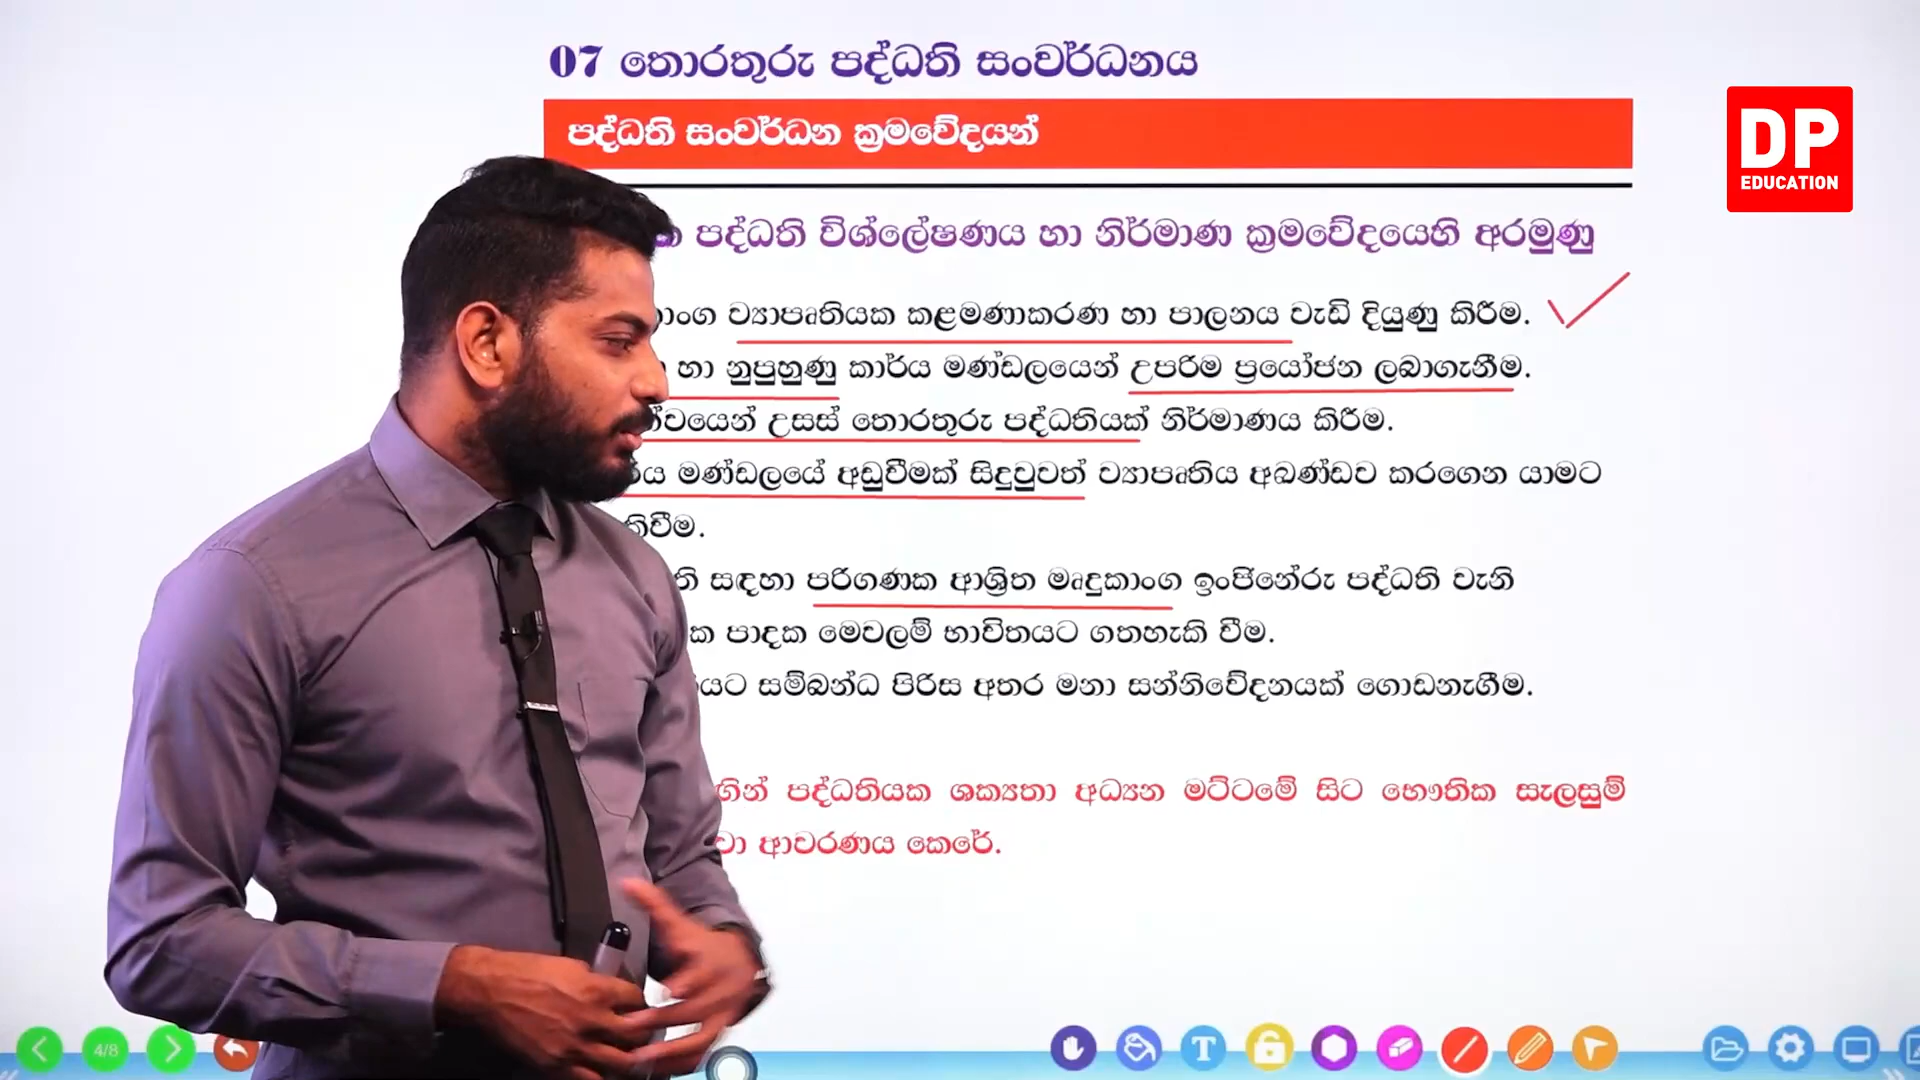 07 තොරතුරු පද්ධති සංවර්ධනය
පද්ධති සංවර්ධන ක්‍රමවේදයන්
DP
EDUCATION
පද්ධති විශ්ලේෂණය හා නිර්මාණ ක්‍රමවේදයෙහි අරමුණු
ව්‍යාපෘතියක කළමණාකරණ හා පාලනය වැඩි දියුණු කිරීම.
හා නුපුහුණු කාර්ය මණ්ඩලයෙන් උපරිම ප්‍රයෝජන ලබාගැනීම.
උසස් තොරතුරු පද්ධතියක් නිර්මාණය කිරීම.
මණ්ඩලයේ අඩුවීමක් සිදුවුවත් ව්‍යාපෘතිය අඛණ්ඩව කරගෙන යාමට
සඳහා පරිගණක ආශ්‍රිත මෘදුකාංග ඉංජිනේරු පද්ධති වැනි
පාදක මෙවලම් භාවිතයට ගතහැකි වීම.
සම්බන්ධ පිරිස අතර මනා සන්නිවේදනයක් ගොඩනැගීම.
පද්ධතියක ශක්‍යතා අධ්‍යන මට්ටමේ සිට භෞතික සැලසුම්
ආවරණය කෙරේ.
4/8
T